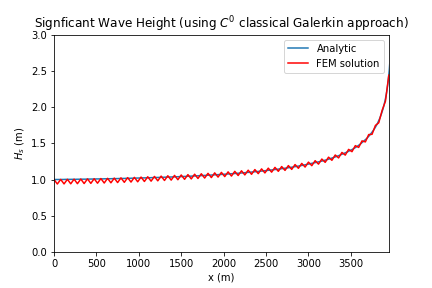 Signficant Wave Height (using $C^0$ classical Galerkin approach)
Analytic
FEM solution
3.0
2.5
2.0
1.5
1.0
0.5
0.0
$H_s$ (m)
0 500 1000 1500 2000 2500 3000 3500
x (m)